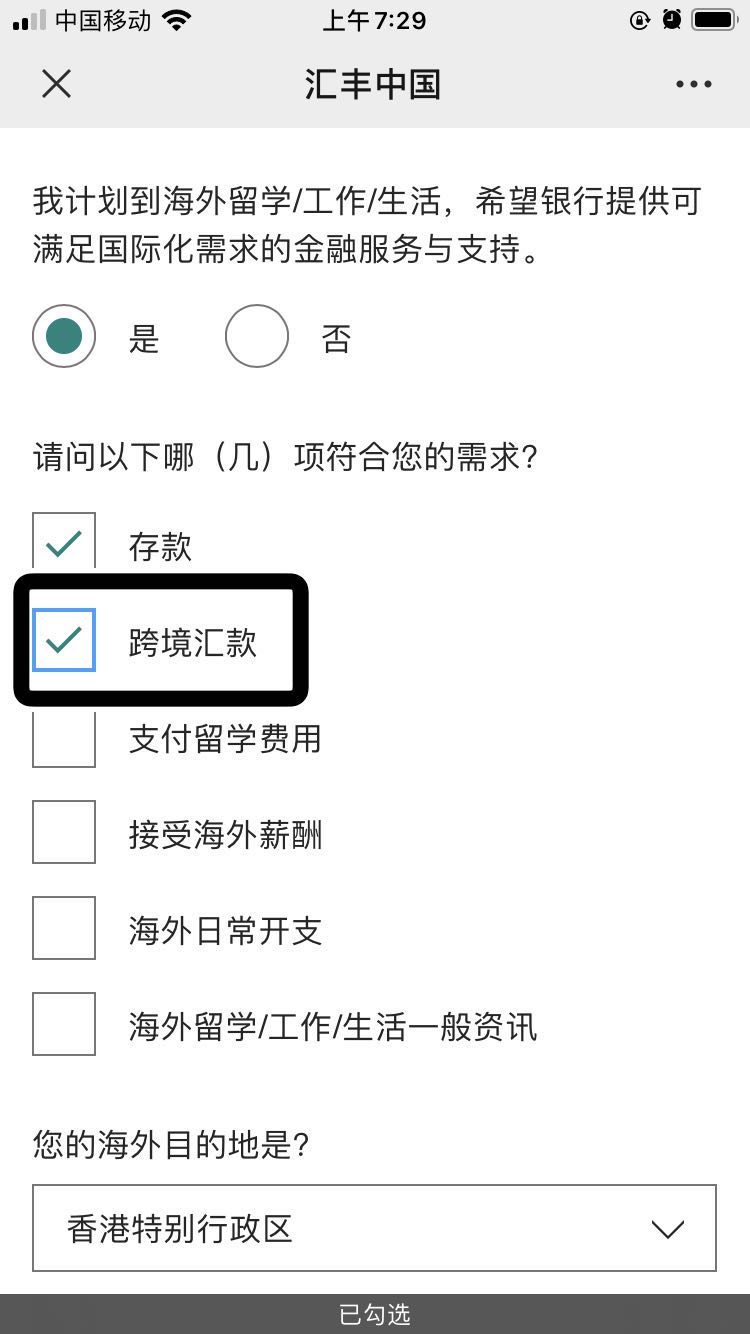 中国移动 上午7:29
汇丰中国
我计划到海外留学/工作/生活，希望银行提供可
满足国际化需求的金融服务与支持。
是 否
请问以下哪（几）项符合您的需求?
存款
跨境汇款
支付留学费用
接受海外薪酬
海外日常开支
海外留学/工作/生活一般资讯
您的海外目的地是?
香港特别行政区
已勾选